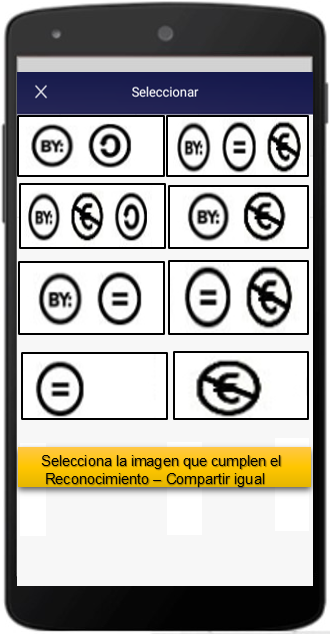 Seleccionar
BY:
BY: =
BY: €
BY: €
BY: =
= €
=
€
Selecciona la imagen que cumplen el
Reconocimiento – Compartir igual